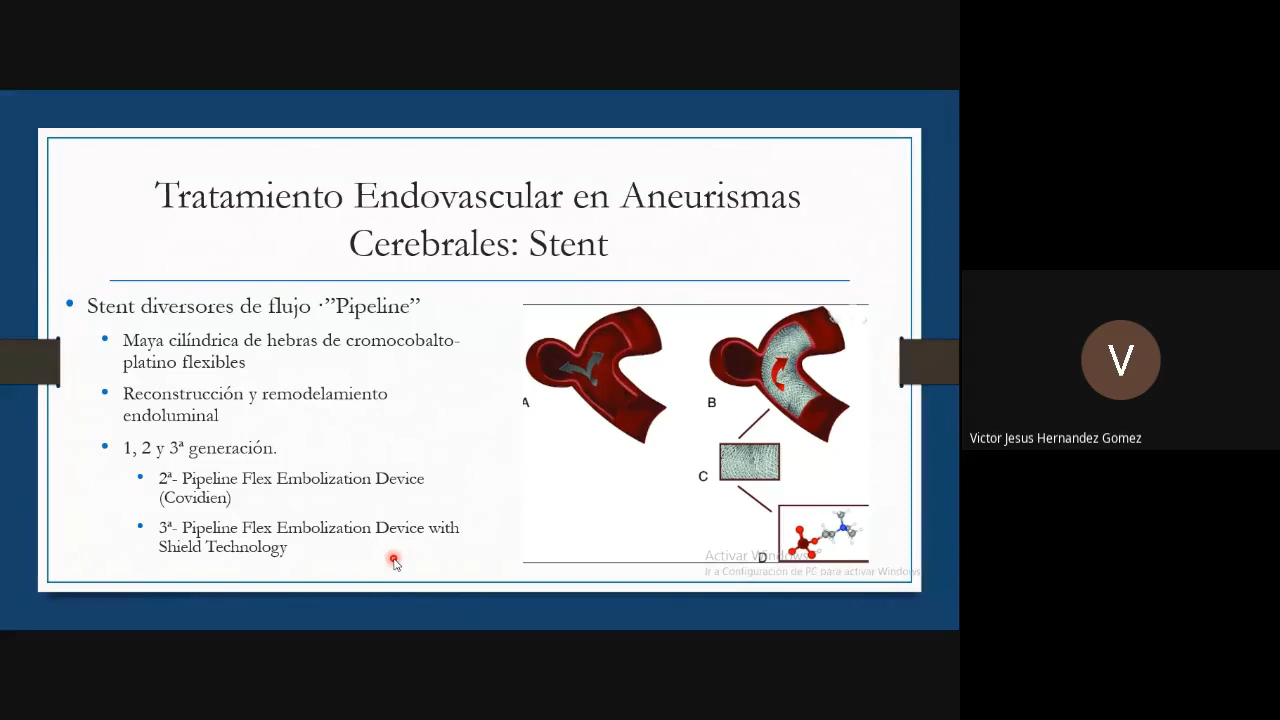 Tratamiento Endovascular en Aneurismas
Cerebrales: Stent
Stent diversores de flujo ·”Pipeline”
Maya cilíndrica de hebras de cromocobalto-
platino flexibles
Reconstrucción y remodelamiento
endoluminal
1, 2 y 3ª generación.
2ª- Pipeline Flex Embolization Device
(Covidien)
3ª- Pipeline Flex Embolization Device with
Shield Technology
A
B
C
D
Activar Windows
Ir a Configuración de PC para activar Windows
V
Victor Jesus Hernandez Gomez